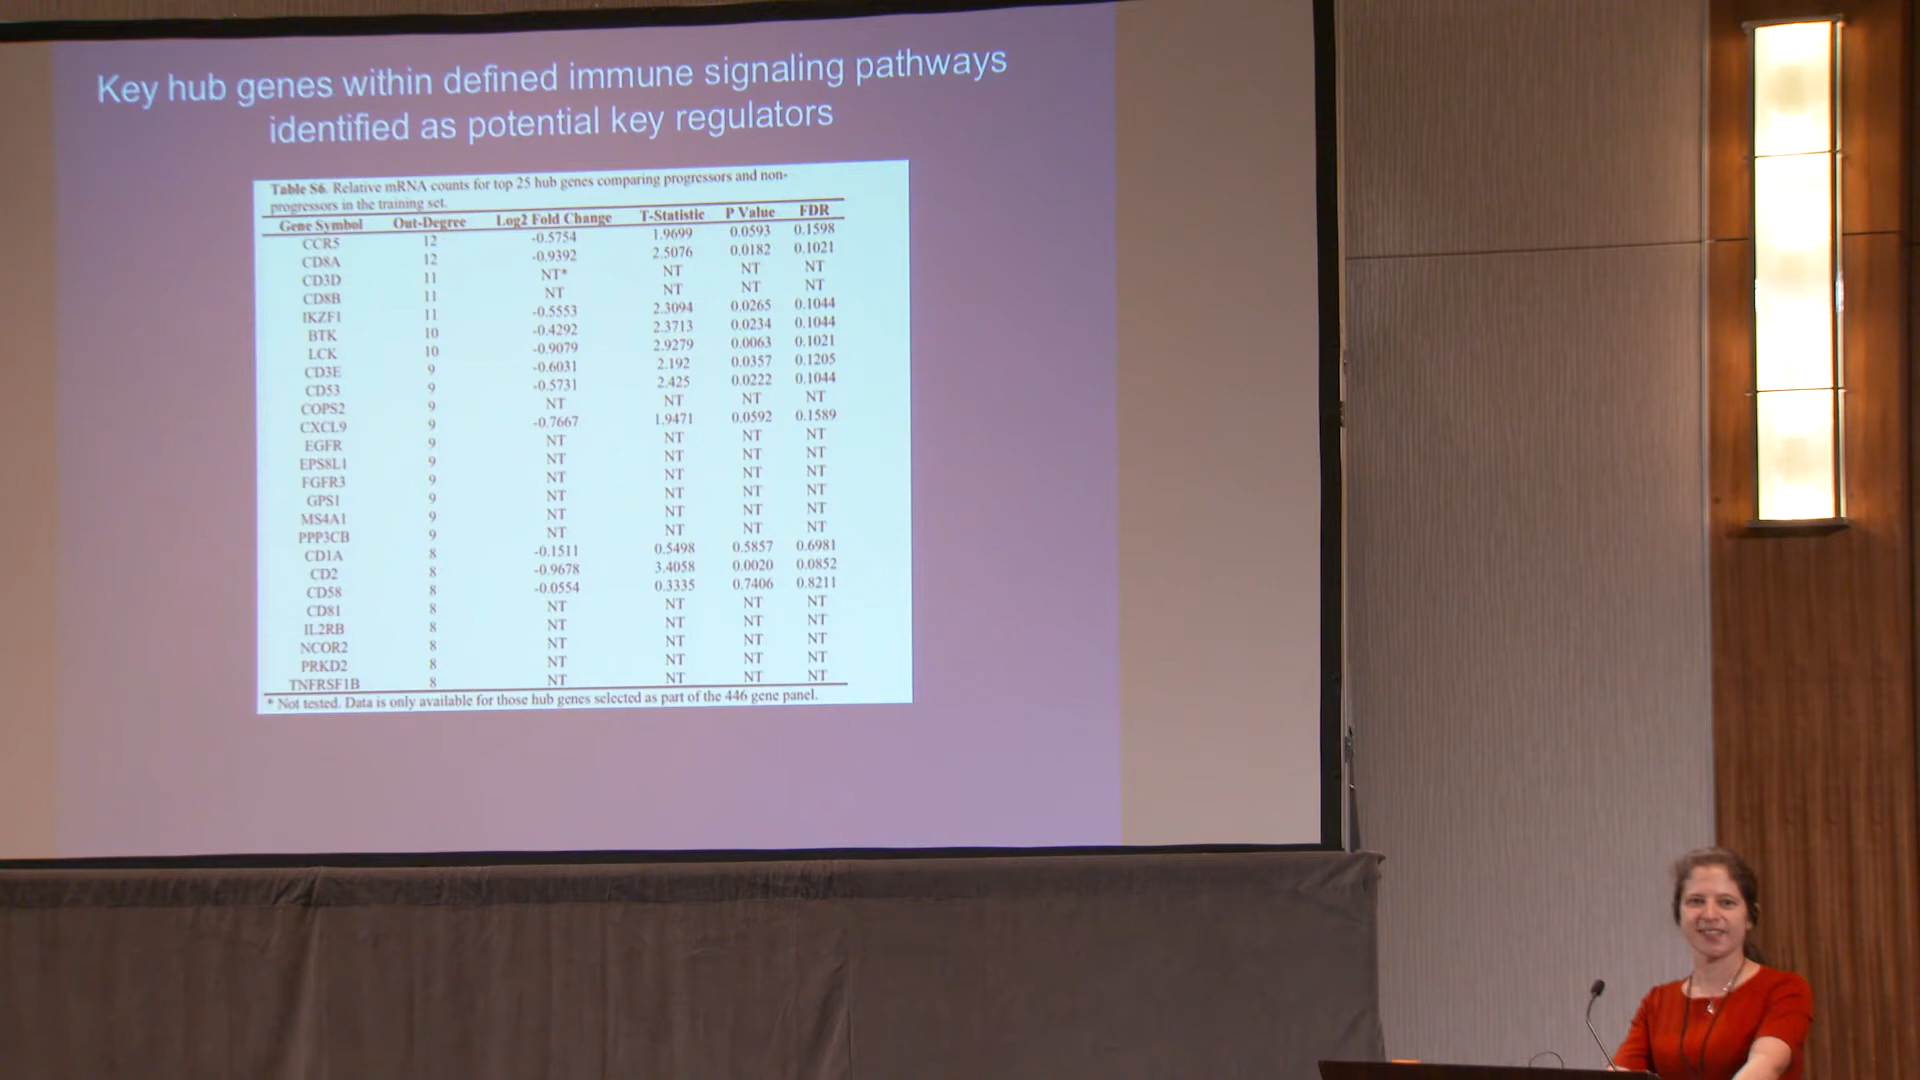 Key hub genes within defined immune signaling pathways
identified as potential key regulators
Table S6. Relative mRNA counts for top 25 hub genes comparing progressors and non-
progressors in the training set.
Gene Symbol Out-Degree Log2 Fold Change T-Statistic P Value FDR
CCR5 12 -0.5754 1.9699 0.0593 0.1598
CD8A 12 -0.9392 2.5076 0.0182 0.1021
CD3D 11 NT* NT NT NT
CD8B 11 NT NT NT NT
IKZF1 11 -0.5553 2.3094 0.0265 0.1044
BTK 10 -0.4292 2.3713 0.0234 0.1044
LCK 10 -0.9079 2.9279 0.0063 0.1021
CD3E 9 -0.6031 2.192 0.0357 0.1205
CD53 9 -0.5731 2.425 0.0222 0.1044
COPS2 9 NT NT NT NT
CXCL9 9 -0.7667 1.9471 0.0592 0.1589
EGFR 9 NT NT NT NT
EPS8L1 9 NT NT NT NT
FGFR3 9 NT NT NT NT
GPS1 9 NT NT NT NT
MS4A1 9 NT NT NT NT
PPP3CB 9 NT NT NT NT
CD1A 8 -0.1511 0.5498 0.5857 0.6981
CD2 8 -0.9678 3.4058 0.0020 0.0852
CD58 8 -0.0554 0.3335 0.7406 0.8211
CD81 8 NT NT NT NT
IL2RB 8 NT NT NT NT
NCOR2 8 NT NT NT NT
PRKD2 8 NT NT NT NT
TNFRSF1B 8 NT NT NT NT
* Not tested. Data is only available for those hub genes selected as part of the 446 gene panel.